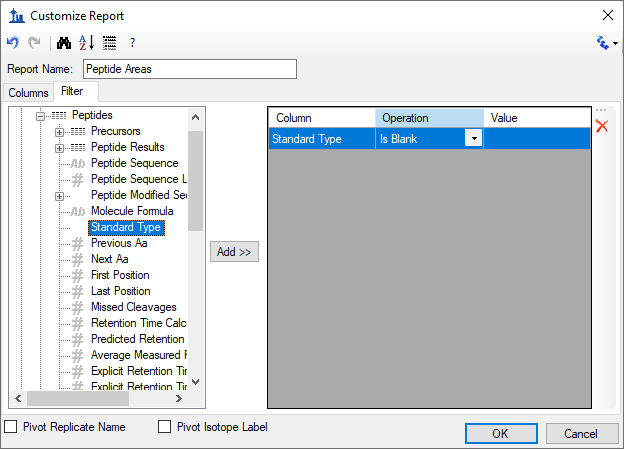 Customize Report
?
Report Name: Peptide Areas
Columns Filter
Peptides
Precursors
Peptide Results
Ab Peptide Sequence
# Peptide Sequence L
Peptide Modified Sec
Ab Molecule Formula
Standard Type
# Previous Aa
# Next Aa
# First Position
# Last Position
# Missed Cleavages
# Retention Time Calc
# Predicted Retention
# Average Measured R
# Explicit Retention Tir
# Explicit Retention Tir
Add >>
Column Operation Value
Standard Type Is Blank
Pivot Replicate Name Pivot Isotope Label
OK Cancel